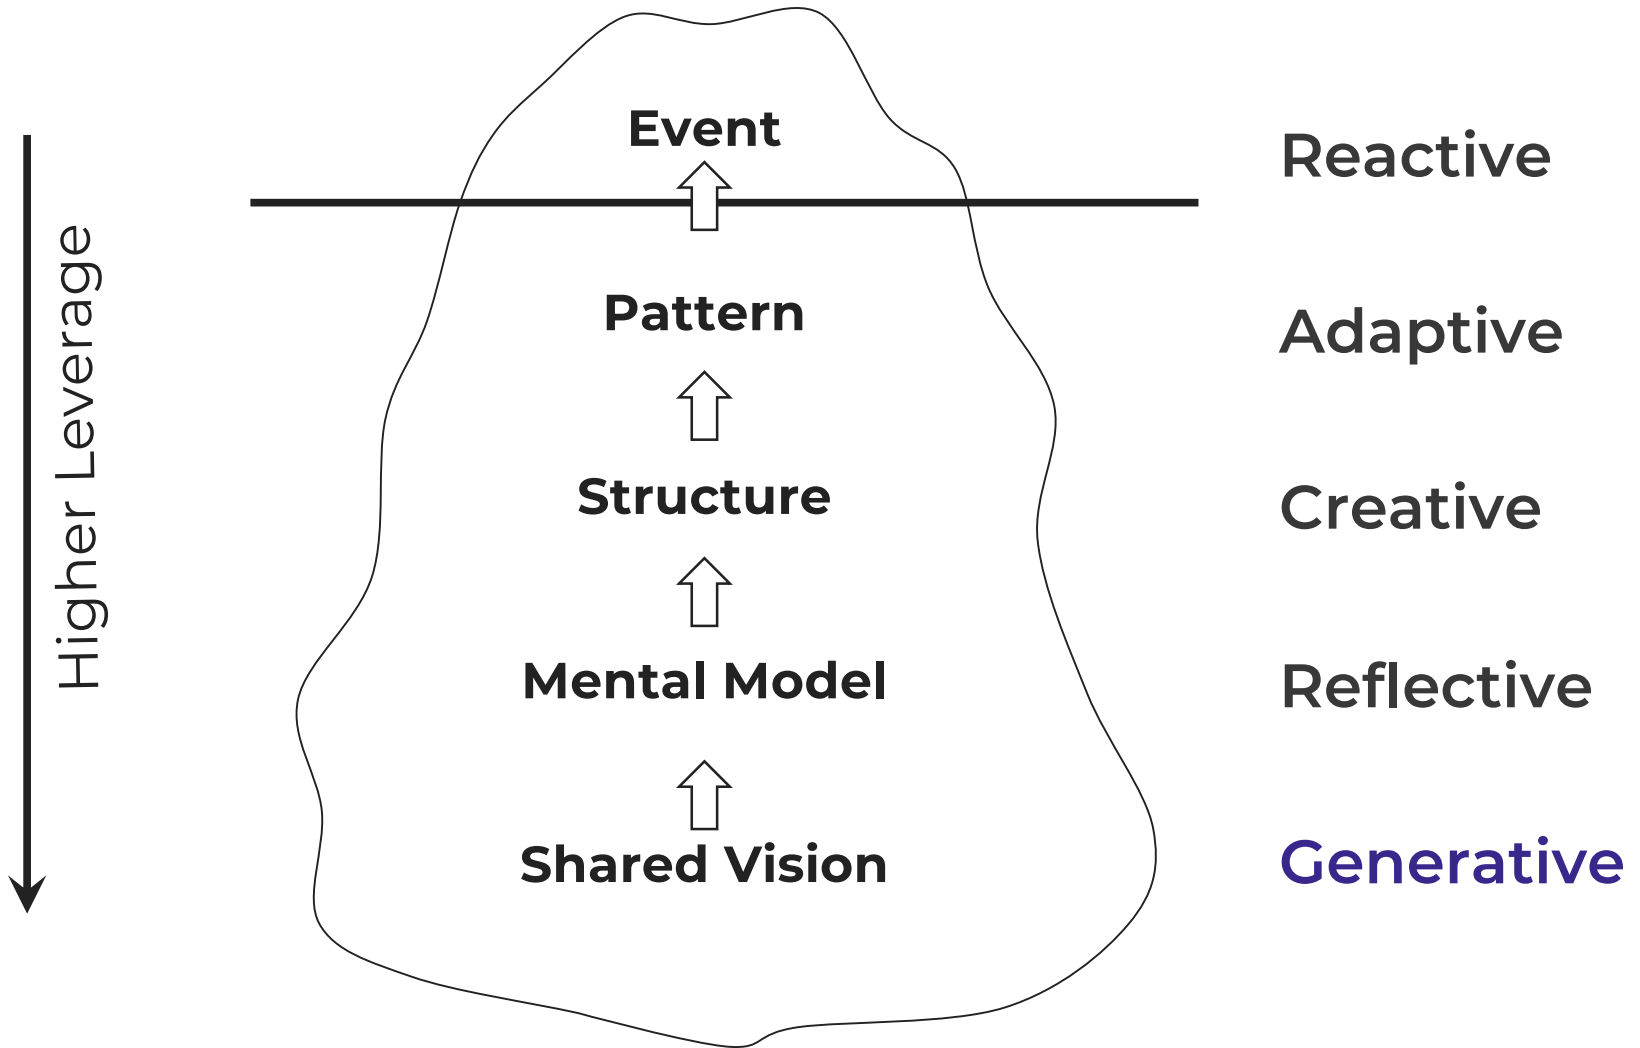 Higher Leverage
Event
Reactive
Pattern
Adaptive
Structure
Creative
Mental Model
Reflective
Shared Vision
Generative